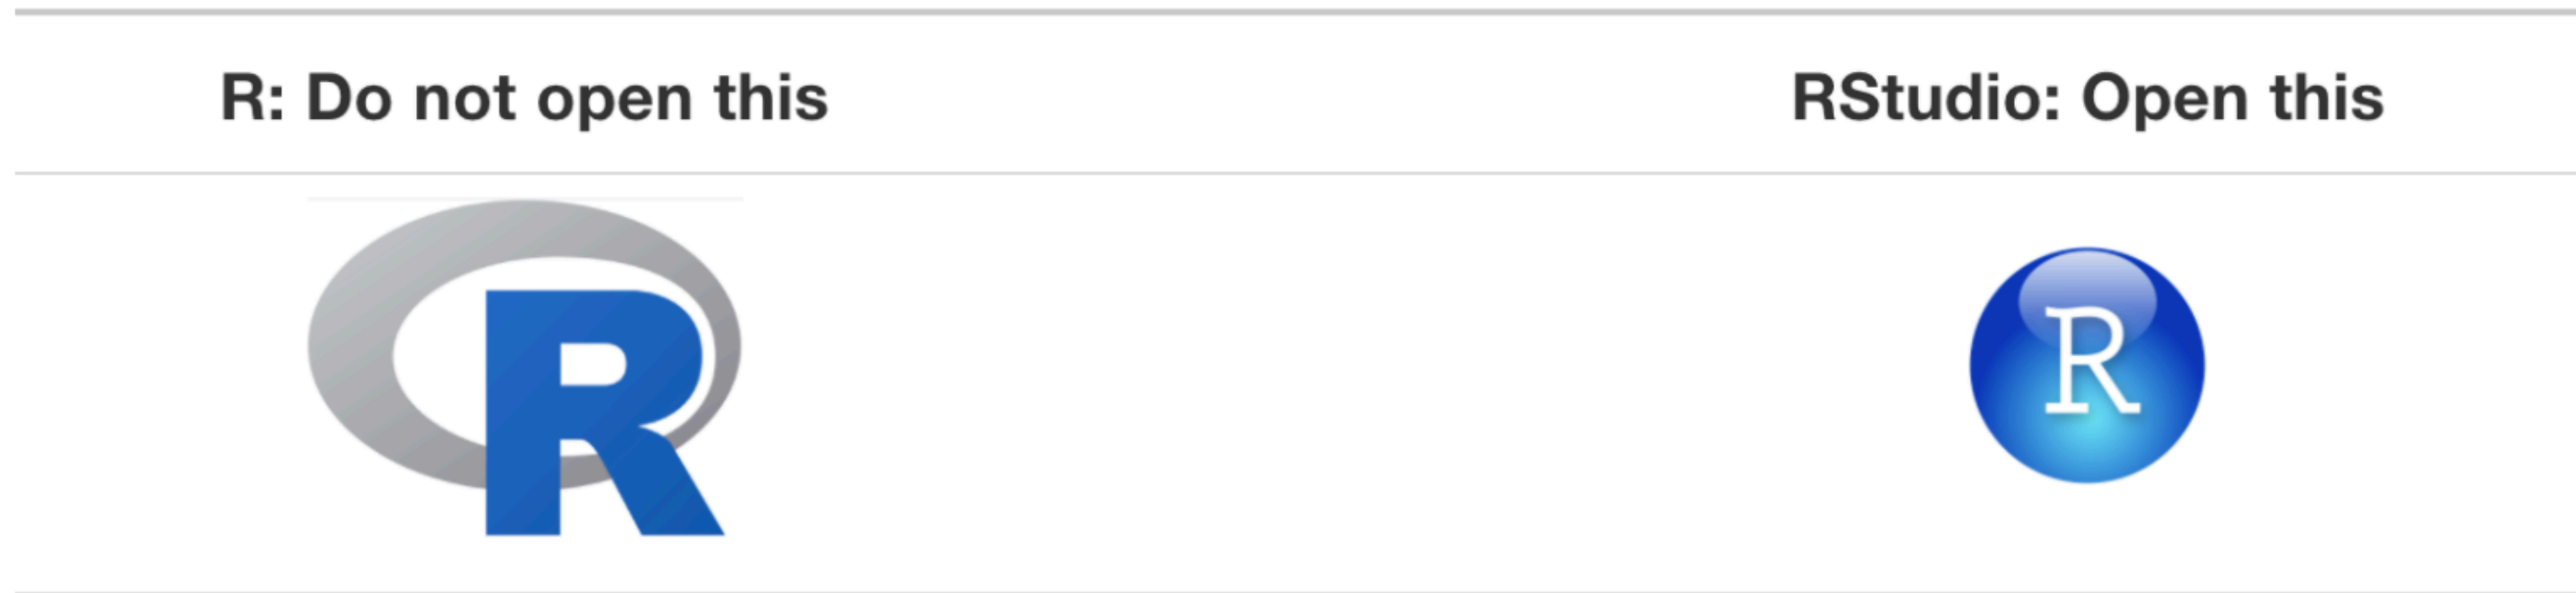 R: Do not open this
RStudio: Open this
R
R